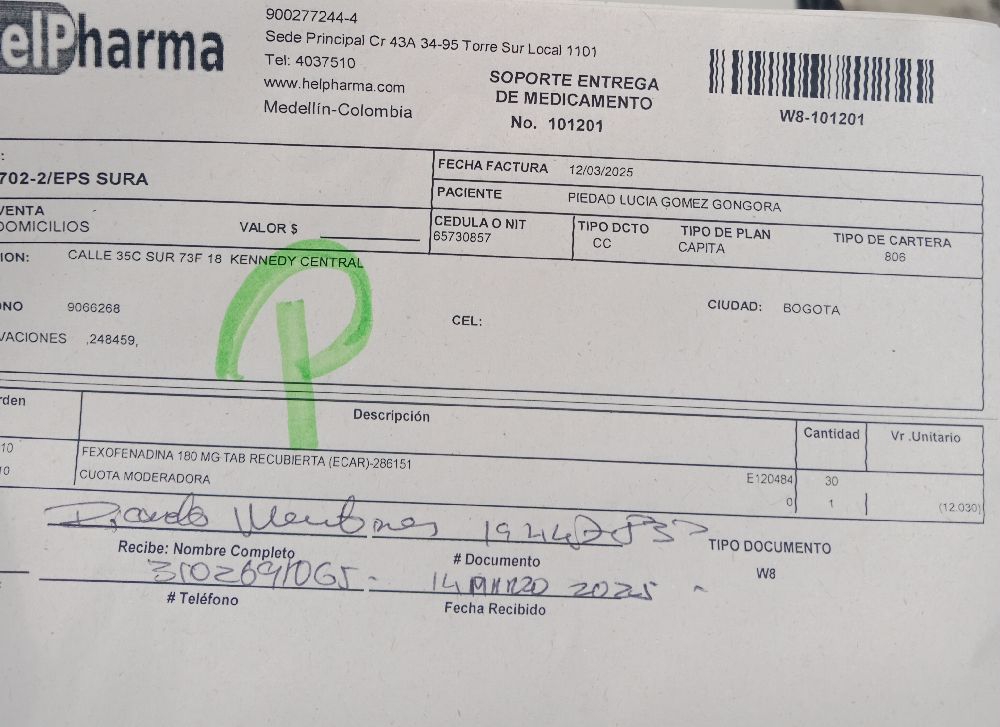 elPharma
900277244-4
Sede Principal Cr 43A 34-95 Torre Sur Local 1101
Tel: 4037510
www.helpharma.com
Medellín-Colombia
SOPORTE ENTREGA
DE MEDICAMENTO
No. 101201
W8-101201
:
702-2/EPS SURA
FECHA FACTURA 12/03/2025
PACIENTE PIEDAD LUCIA GOMEZ GONGORA
VENTA
DOMICILIOS VALOR $
CEDULA O NIT TIPO DCTO TIPO DE PLAN TIPO DE CARTERA
65730857 CC CAPITA 806
ION: CALLE 35C SUR 73F 18 KENNEDY CENTRAL
ONO 9066268 CEL: CIUDAD: BOGOTA
VACIONES ,248459,
P
rden Descripción Cantidad Vr .Unitario
10 FEXOFENADINA 180 MG TAB RECUBIERTA (ECAR)-286151 E120484 30
10 CUOTA MODERADORA 0 1 (12.030)
Recibe: Nombre Completo # Documento TIPO DOCUMENTO
W8
3102691065- 14 MARZO 2025 -
# Teléfono Fecha Recibido